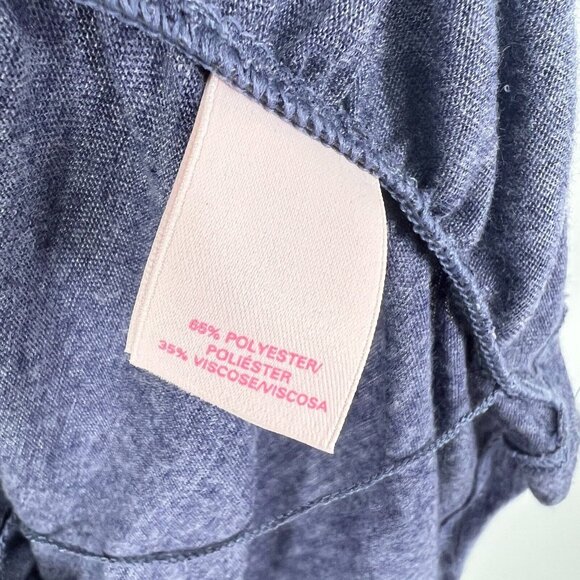 65% POLYESTER/
POLIÉSTER
35% VISCOSE/VISCOSA